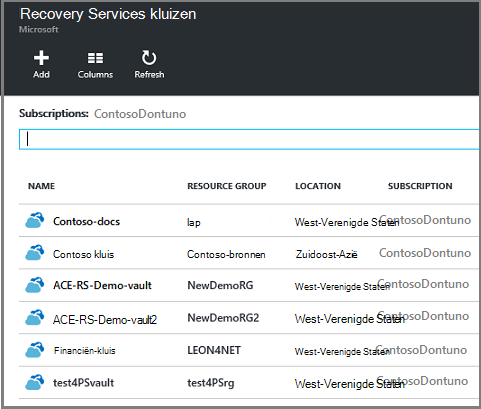 Recovery Services kluizen
Microsoft
Add Columns Refresh
Subscriptions: ContosoDontuno
NAME RESOURCE GROUP LOCATION SUBSCRIPTION
Contoso-docs lap West-Verenigde Staten ContosoDontuno
Contoso kluis Contoso-bronnen Zuidoost-Azië ContosoDontuno
ACE-RS-Demo-vault NewDemoRG West-Verenigde Staten ContosoDontuno
ACE-RS-Demo-vault2 NewDemoRG2 West-Verenigde Staten ContosoDontuno
Financiën-kluis LEON4NET West-Verenigde Staten ContosoDontuno
test4PSvault test4PSrg West-Verenigde Staten ContosoDontuno